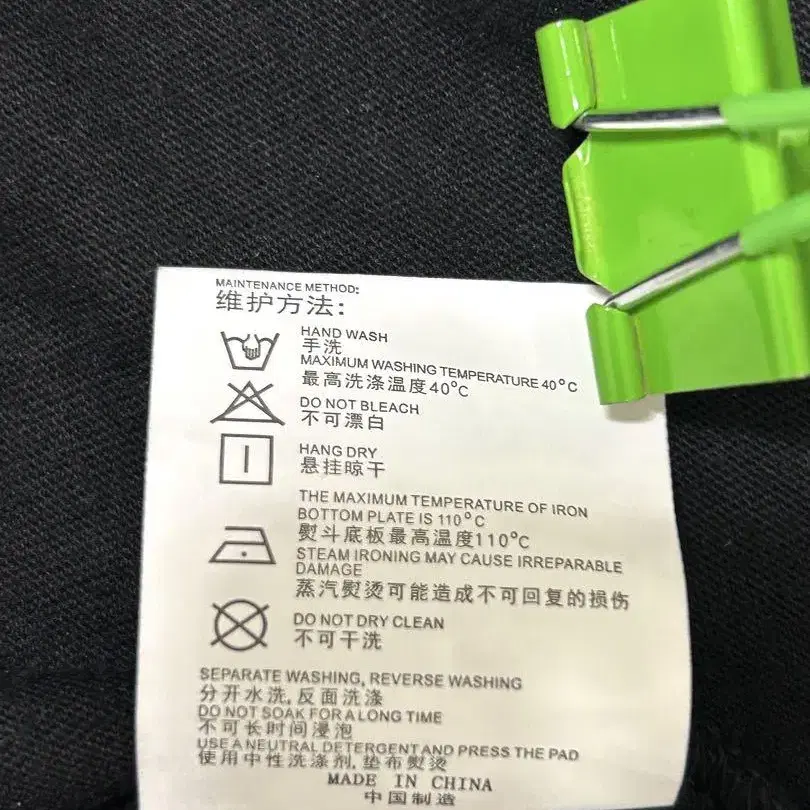 MAINTENANCE METHOD:
维护方法:
HAND WASH
手洗
MAXIMUM WASHING TEMPERATURE 40°C
最高洗涤温度40°C
DO NOT BLEACH
不可漂白
HANG DRY
悬挂晾干
THE MAXIMUM TEMPERATURE OF IRON
BOTTOM PLATE IS 110°C
熨斗底板最高温度110°C
STEAM IRONING MAY CAUSE IRREPARABLE
DAMAGE
蒸汽熨烫可能造成不可回复的损伤
DO NOT DRY CLEAN
不可干洗
SEPARATE WASHING, REVERSE WASHING
分开水洗,反面洗涤
DO NOT SOAK FOR A LONG TIME
不可长时间浸泡
USE A NEUTRAL DETERGENT AND PRESS THE PAD
使用中性洗涤剂,垫布熨烫
MADE IN CHINA
中国制造